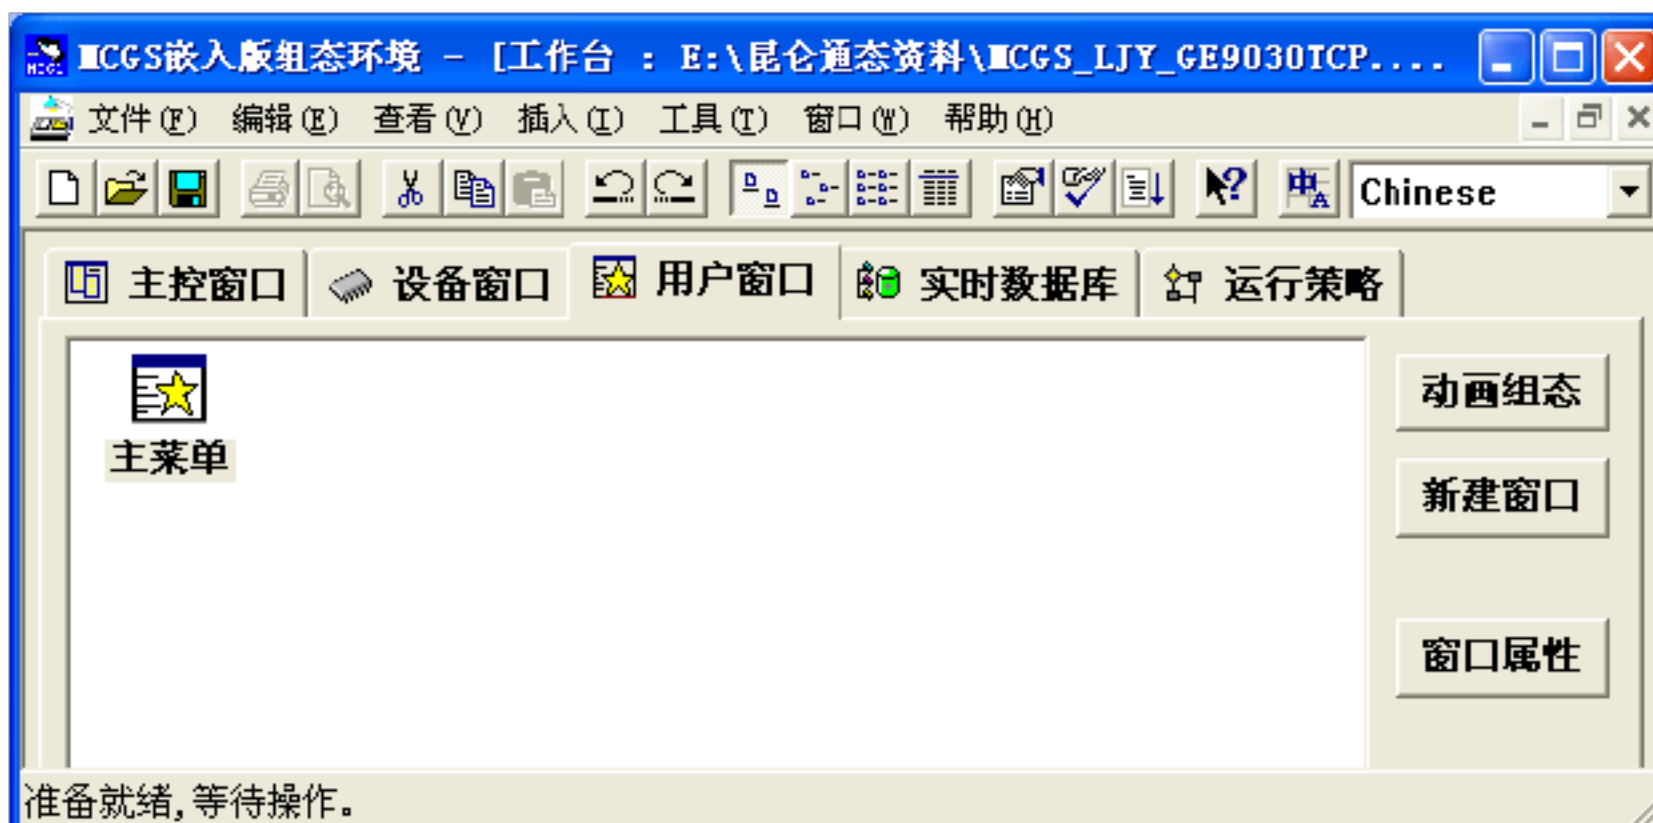 MCGS嵌入版组态环境 - [工作台 : E:\昆仑通态资料\MCGS_LJY_GE9030TCP....
文件(F) 编辑(E) 查看(V) 插入(I) 工具(T) 窗口(W) 帮助(H)
Chinese
主控窗口 设备窗口 用户窗口 实时数据库 运行策略
主菜单
动画组态
新建窗口
窗口属性
准备就绪,等待操作。